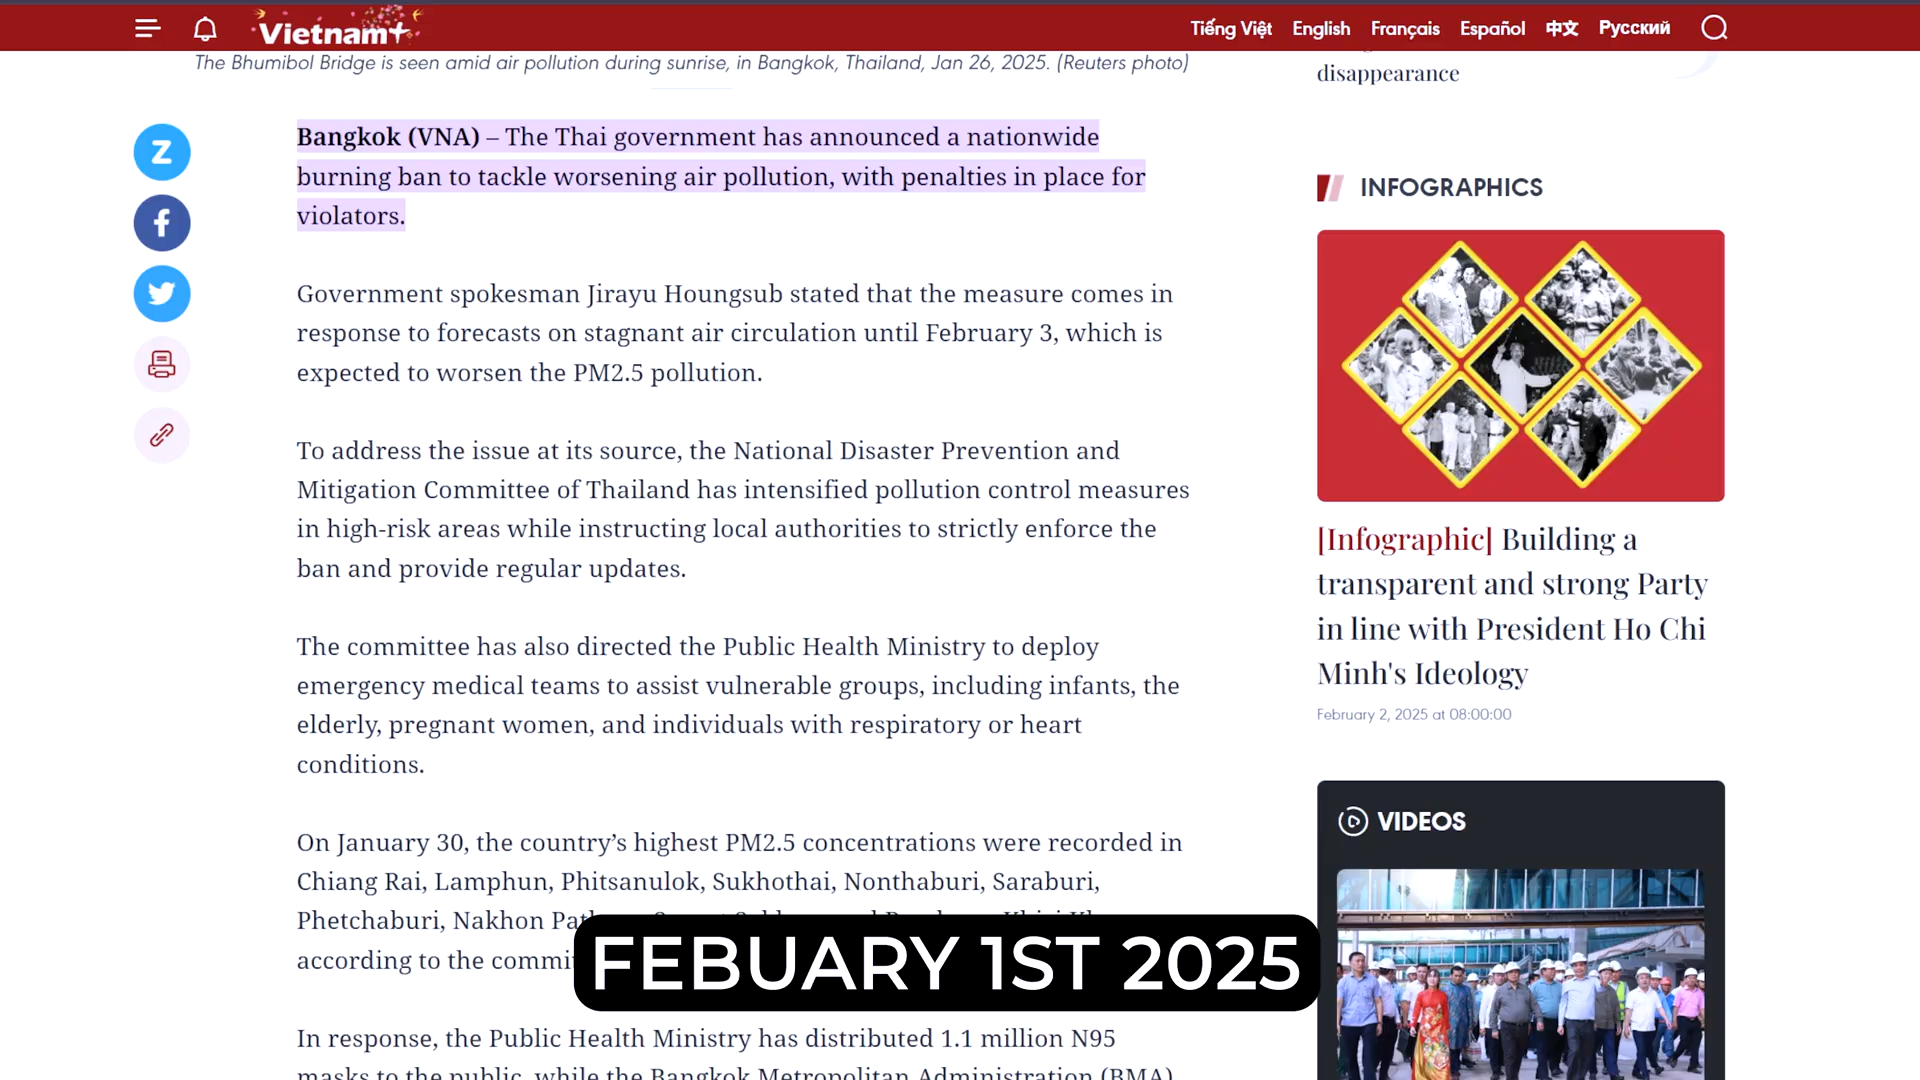 Vietnam+
Tiếng Việt English Français Español 中文 Русский
The Bhumibol Bridge is seen amid air pollution during sunrise, in Bangkok, Thailand, Jan 26, 2025. (Reuters photo)
Bangkok (VNA) – The Thai government has announced a nationwide
burning ban to tackle worsening air pollution, with penalties in place for
violators.
Government spokesman Jirayu Houngsub stated that the measure comes in
response to forecasts on stagnant air circulation until February 3, which is
expected to worsen the PM2.5 pollution.
To address the issue at its source, the National Disaster Prevention and
Mitigation Committee of Thailand has intensified pollution control measures
in high-risk areas while instructing local authorities to strictly enforce the
ban and provide regular updates.
The committee has also directed the Public Health Ministry to deploy
emergency medical teams to assist vulnerable groups, including infants, the
elderly, pregnant women, and individuals with respiratory or heart
conditions.
On January 30, the country’s highest PM2.5 concentrations were recorded in
Chiang Rai, Lamphun, Phitsanulok, Sukhothai, Nonthaburi, Saraburi,
Phetchaburi, Nakhon
according to the
FEBUARY 1ST 2025
In response, the Public Health Ministry has distributed 1.1 million N95
masks to the public, while the Bangkok Metropolitan Administration (BMA)
disappearance
INFOGRAPHICS
[Infographic] Building a
transparent and strong Party
in line with President Ho Chi
Minh's Ideology
February 2, 2025 at 08:00:00
VIDEOS